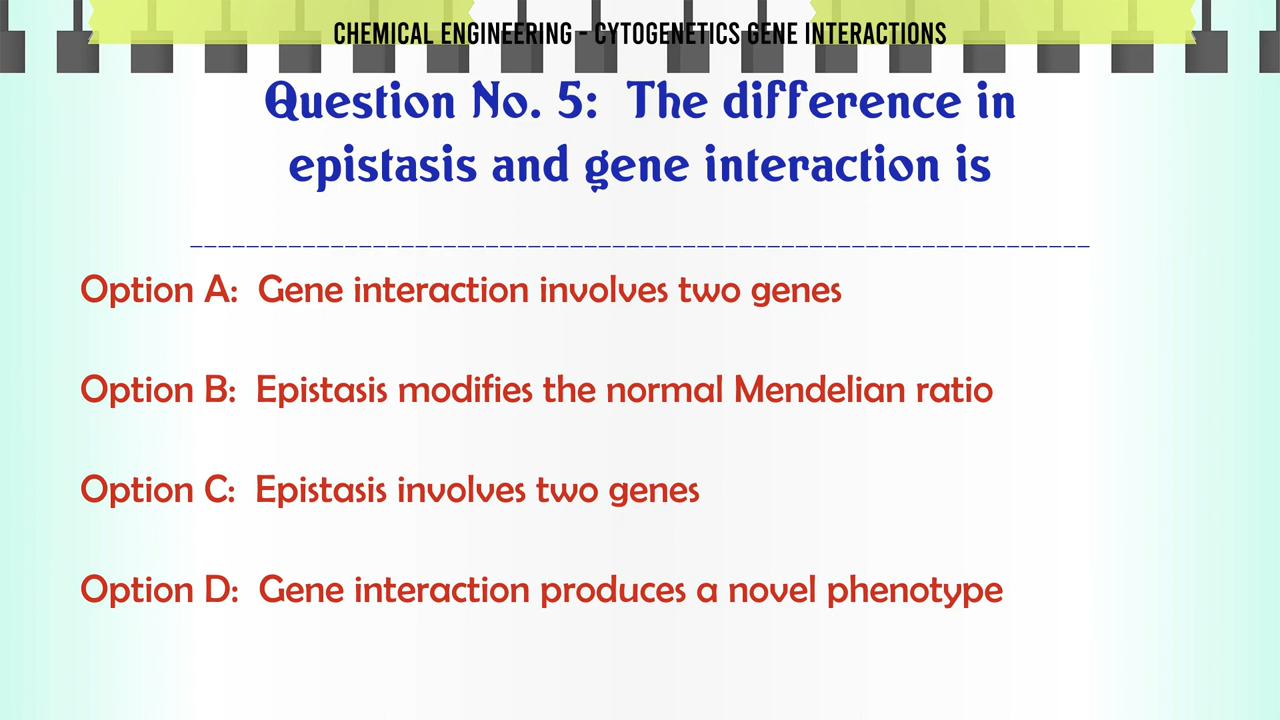 CHEMICAL ENGINEERING - CYTOGENETICS GENE INTERACTIONS
Question No. 5: The difference in
epistasis and gene interaction is
________________________________________________________________
Option A: Gene interaction involves two genes
Option B: Epistasis modifies the normal Mendelian ratio
Option C: Epistasis involves two genes
Option D: Gene interaction produces a novel phenotype